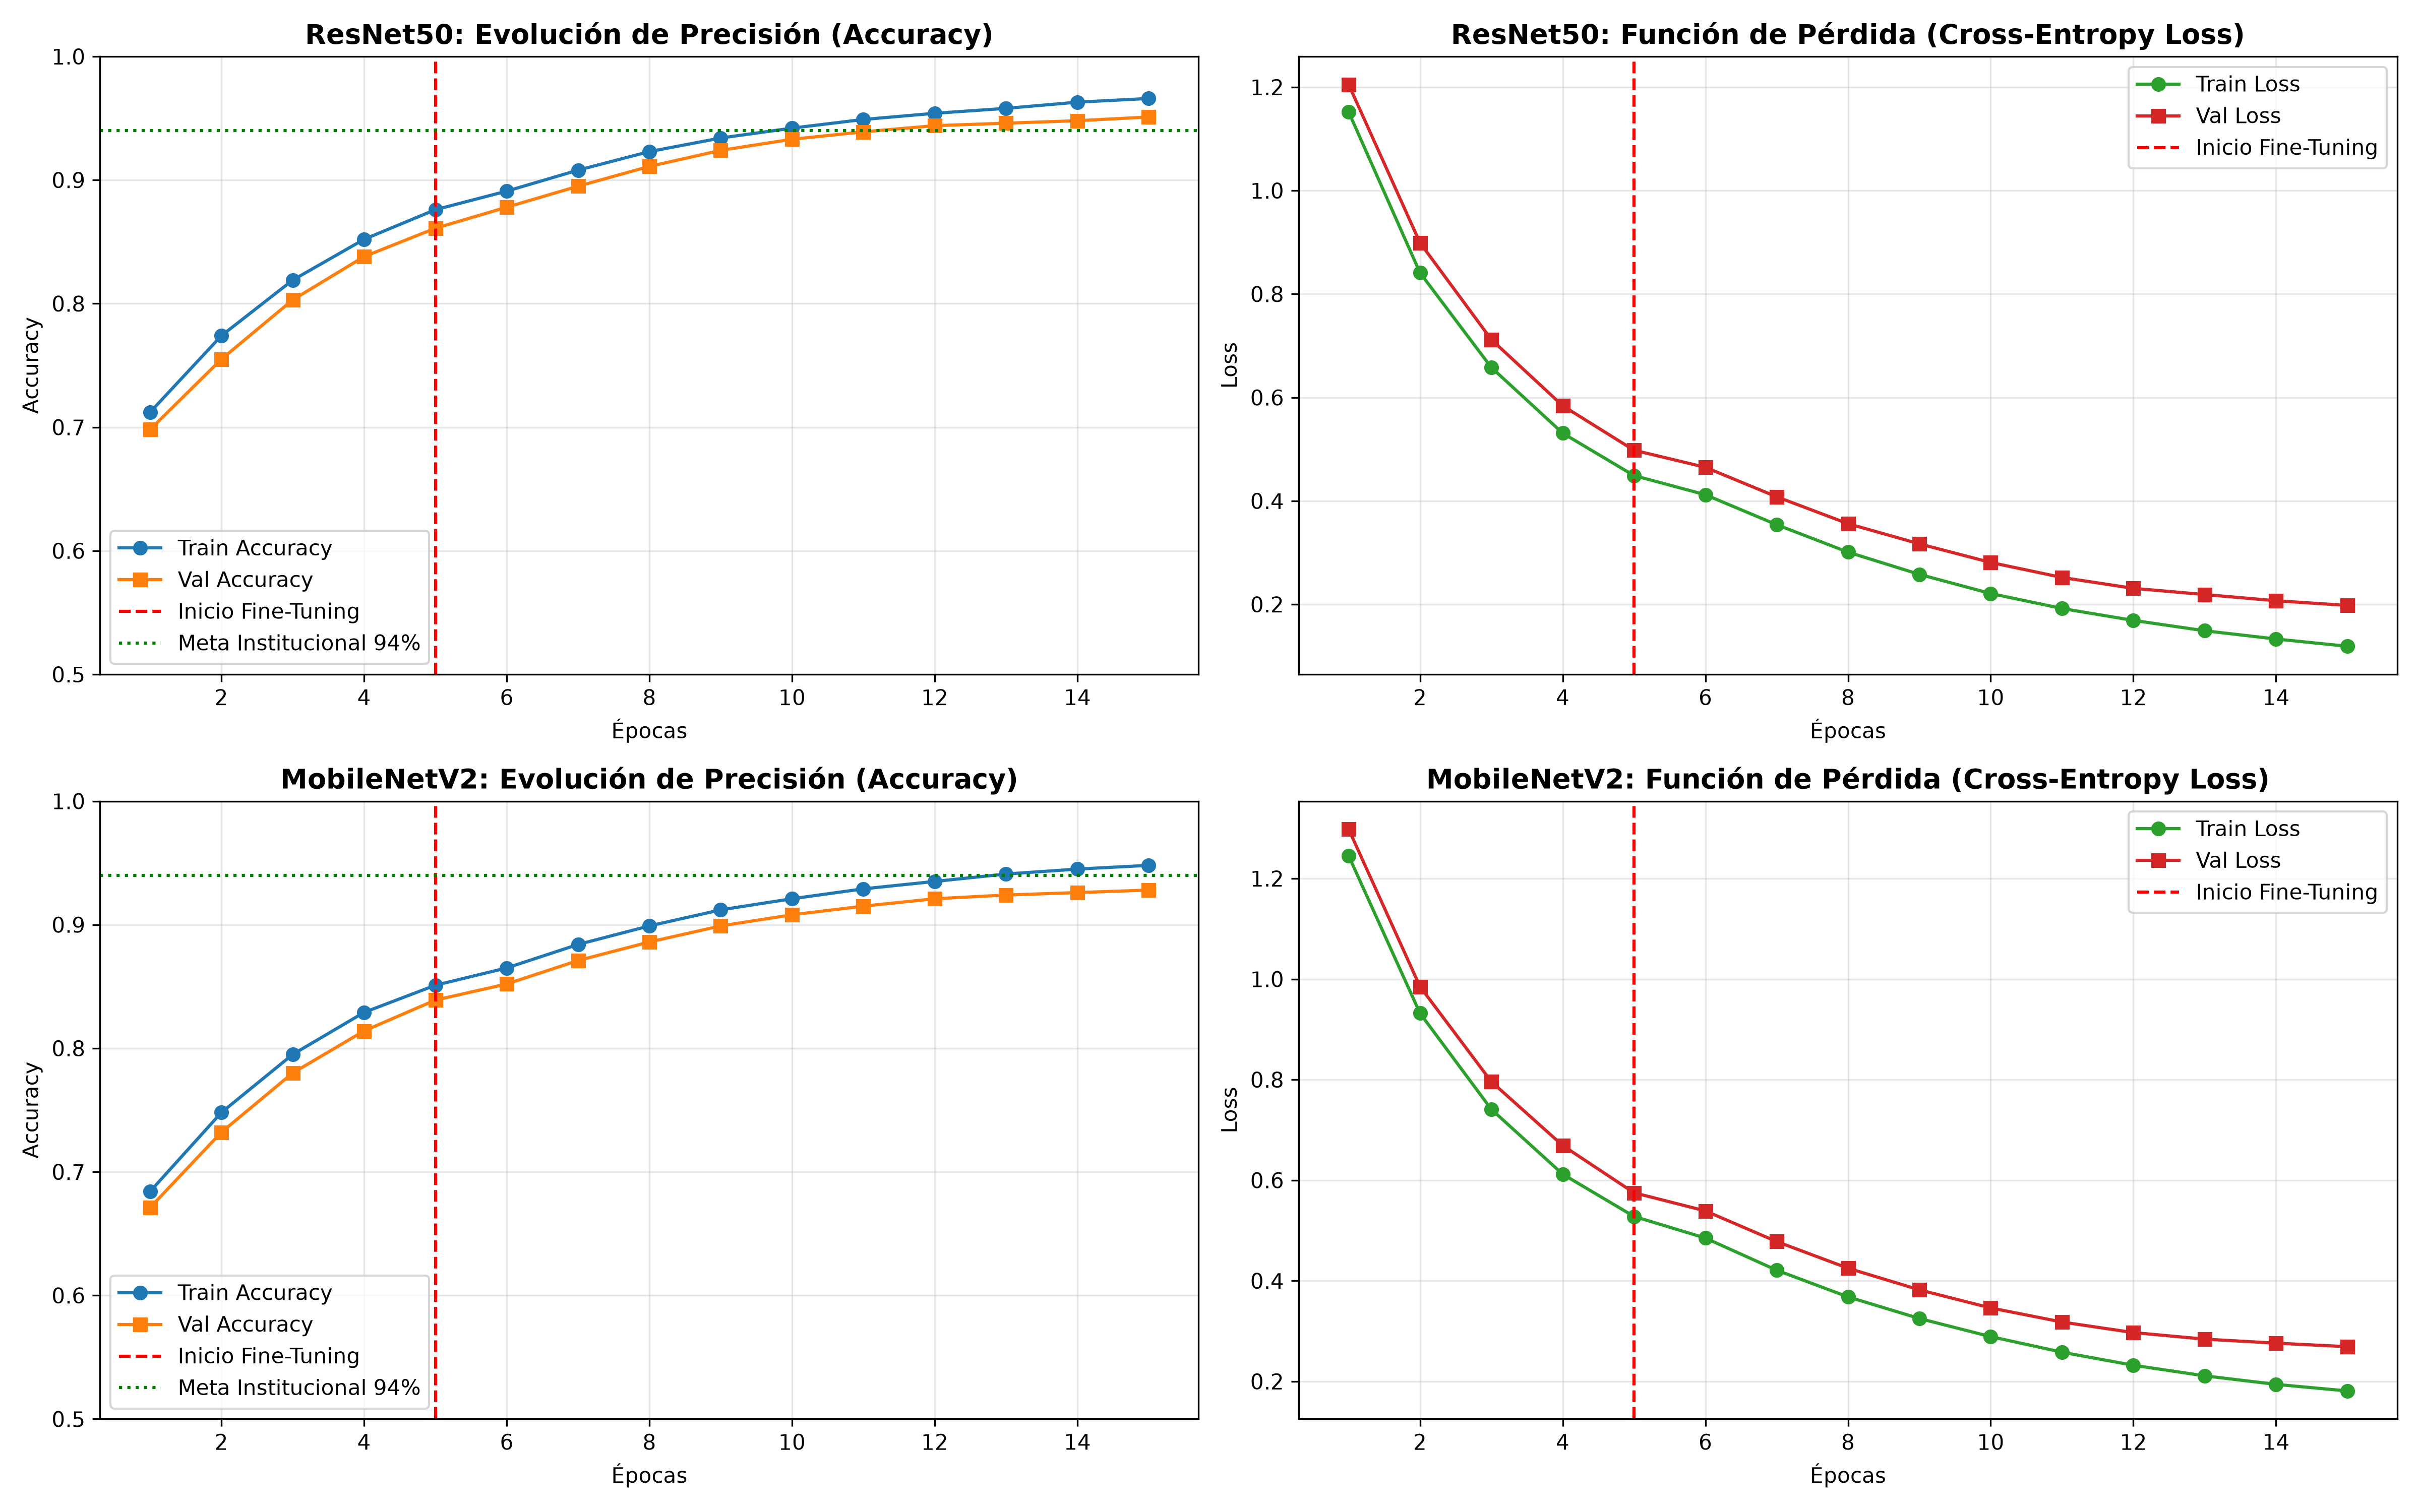 ResNet50: Evolución de Precisión (Accuracy)
1.0
0.9
0.8
0.7
0.6
0.5
Accuracy
Train Accuracy
Val Accuracy
Inicio Fine-Tuning
Meta Institucional 94%
2 4 6 8 10 12 14
Épocas
ResNet50: Función de Pérdida (Cross-Entropy Loss)
1.2
1.0
0.8
0.6
0.4
0.2
Loss
Train Loss
Val Loss
Inicio Fine-Tuning
2 4 6 8 10 12 14
Épocas
MobileNetV2: Evolución de Precisión (Accuracy)
1.0
0.9
0.8
0.7
0.6
0.5
Accuracy
Train Accuracy
Val Accuracy
Inicio Fine-Tuning
Meta Institucional 94%
2 4 6 8 10 12 14
Épocas
MobileNetV2: Función de Pérdida (Cross-Entropy Loss)
1.2
1.0
0.8
0.6
0.4
0.2
Loss
Train Loss
Val Loss
Inicio Fine-Tuning
2 4 6 8 10 12 14
Épocas